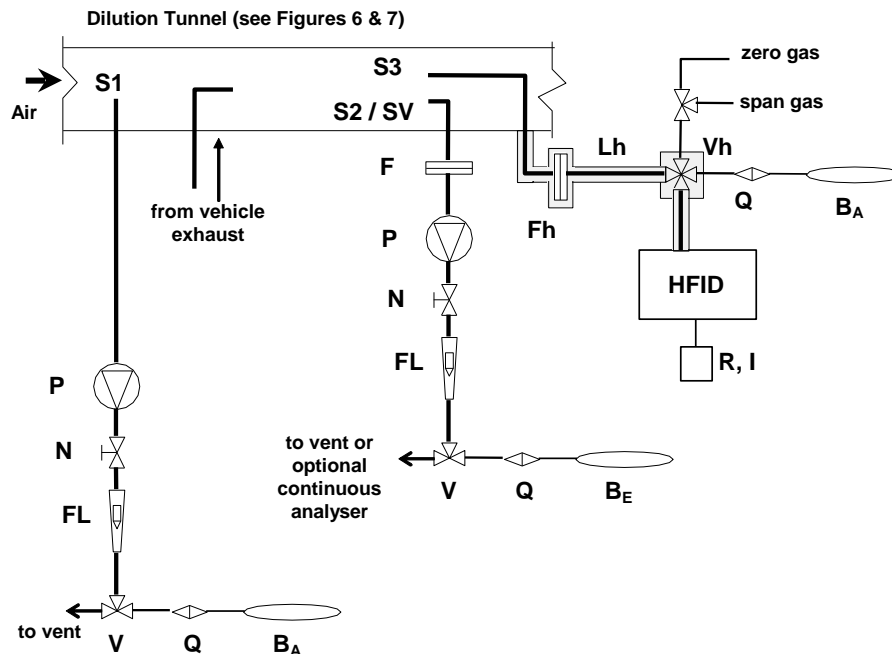 Dilution Tunnel (see Figures 6 & 7)
zero gas
S3
S1
span gas
Air
S2 / SV
Lh
Vh
F
from vehicle
exhaust
Fh
Q
BA
P
HFID
N
FL
R, I
P
to vent or
optional
continuous
analyser
N
V
Q
BE
FL
to vent
V
Q
BA